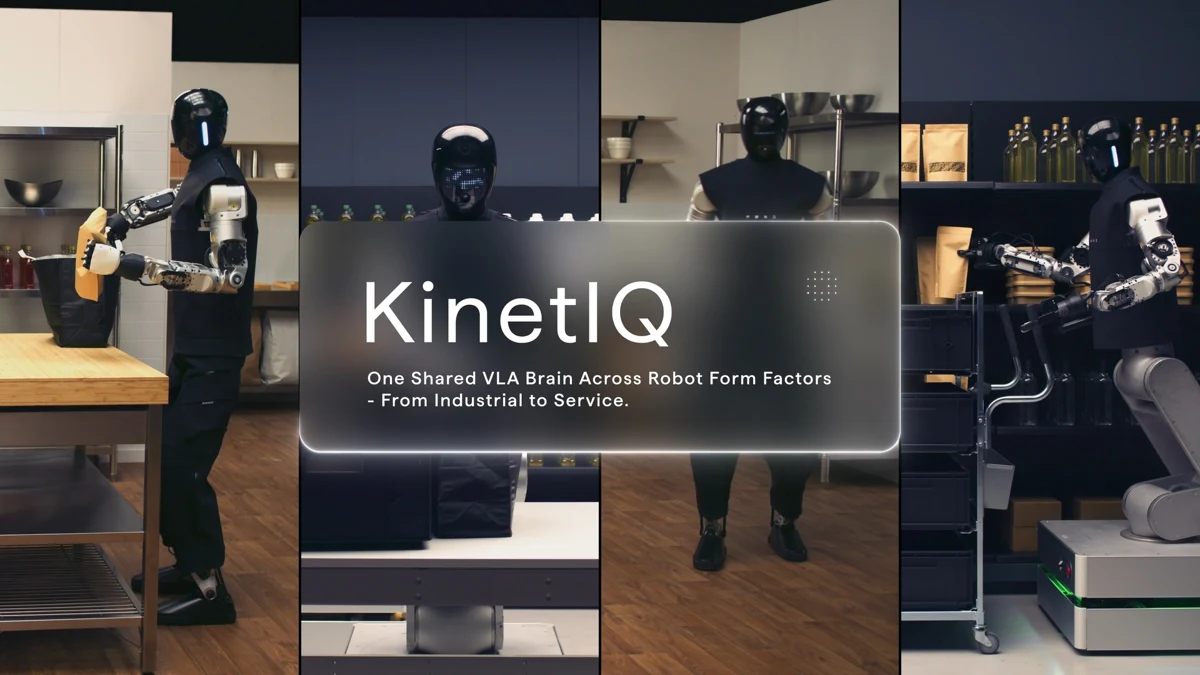 KinetIQ
One Shared VLA Brain Across Robot Form Factors
- From Industrial to Service.